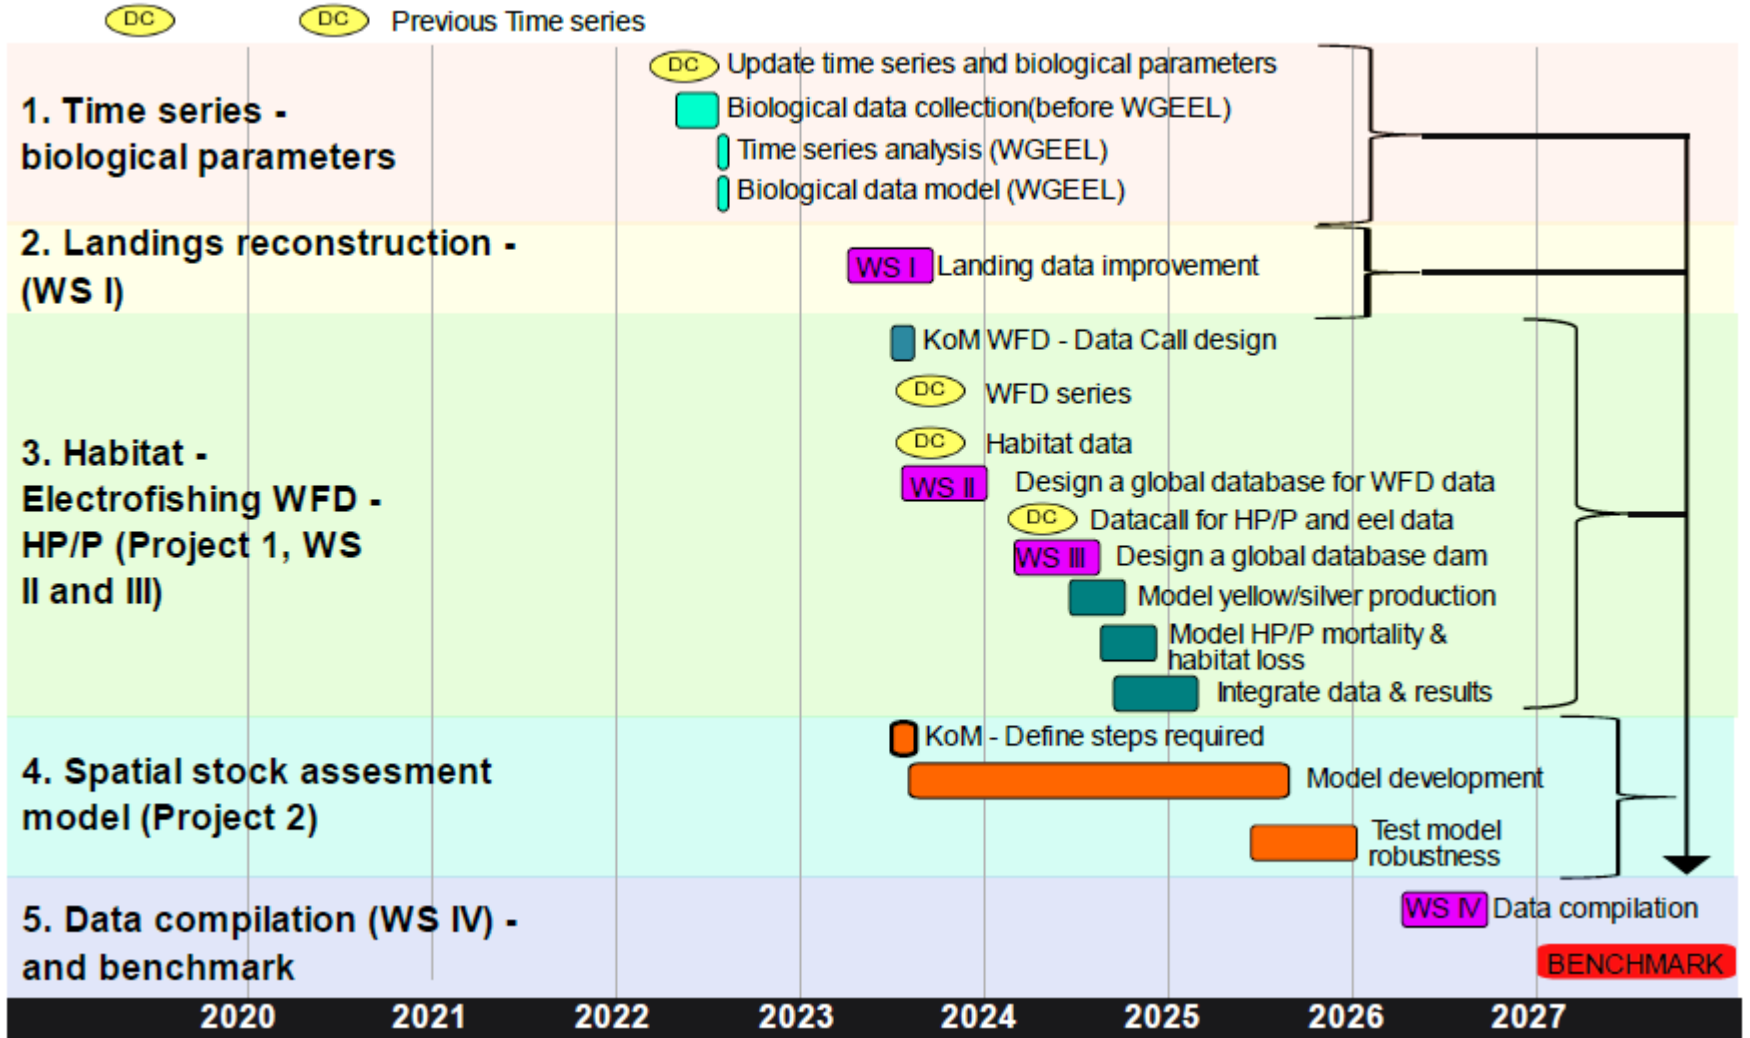 DC DC Previous Time series
DC Update time series and biological parameters
Biological data collection(before WGEEL)
1. Time series -
biological parameters
Time series analysis (WGEEL)
Biological data model (WGEEL)
2. Landings reconstruction -
(WS I)
WS I Landing data improvement
KoM WFD - Data Call design
DC WFD series
DC Habitat data
3. Habitat -
Electrofishing WFD -
HP/P (Project 1, WS
II and III)
WS II Design a global database for WFD data
DC Datacall for HP/P and eel data
WS III Design a global database dam
Model yellow/silver production
Model HP/P mortality &
habitat loss
Integrate data & results
KoM - Define steps required
4. Spatial stock assesment
model (Project 2)
Model development
Test model
robustness
5. Data compilation (WS IV) -
and benchmark
WS IV Data compilation
BENCHMARK
2020 2021 2022 2023 2024 2025 2026 2027